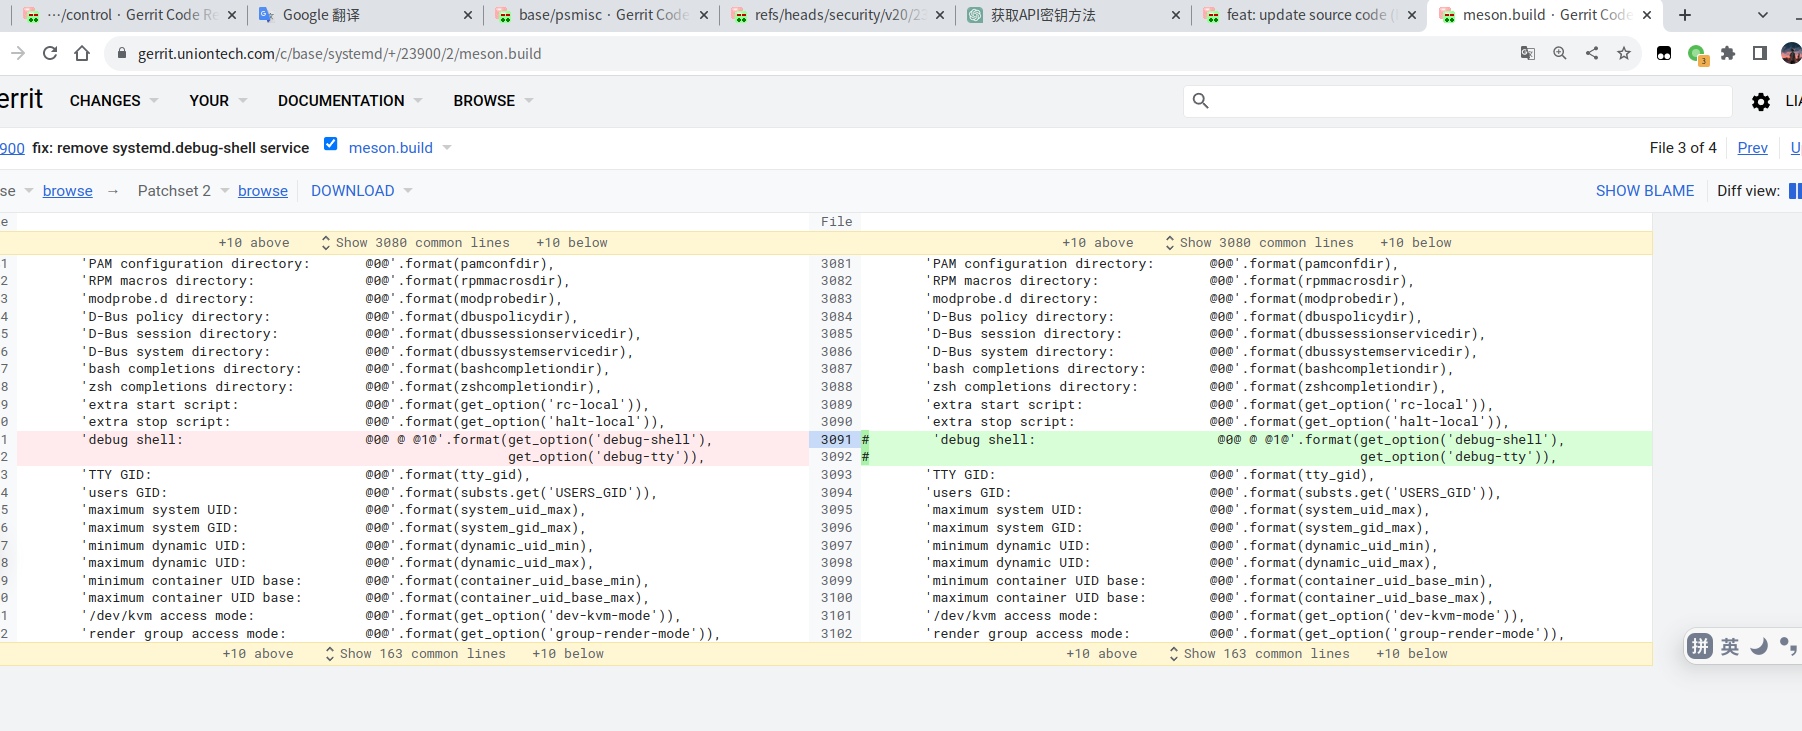 ···/control · Gerrit Code Re
Google 翻译
base/psmisc · Gerrit Code
refs/heads/security/v20/23
获取API密钥方法
feat: update source code (
meson.build · Gerrit Code
gerrit.uniontech.com/c/base/systemd/+/23900/2/meson.build
3
errit
CHANGES
YOUR
DOCUMENTATION
BROWSE
LIA
900 fix: remove systemd.debug-shell service
meson.build
File 3 of 4
Prev
U
se
browse
→
Patchset 2
browse
DOWNLOAD
SHOW BLAME
Diff view:
e
File
+10 above
Show 3080 common lines
+10 below
+10 above
Show 3080 common lines
+10 below
1 'PAM configuration directory: @0@'.format(pamconfdir),
2 'RPM macros directory: @0@'.format(rpmmacrosdir),
3 'modprobe.d directory: @0@'.format(modprobedir),
4 'D-Bus policy directory: @0@'.format(dbuspolicydir),
5 'D-Bus session directory: @0@'.format(dbussessionservicedir),
6 'D-Bus system directory: @0@'.format(dbussystemservicedir),
7 'bash completions directory: @0@'.format(bashcompletiondir),
8 'zsh completions directory: @0@'.format(zshcompletiondir),
9 'extra start script: @0@'.format(get_option('rc-local')),
0 'extra stop script: @0@'.format(get_option('halt-local')),
1 'debug shell: @0@ @ @1@'.format(get_option('debug-shell'),
2 get_option('debug-tty')),
3 'TTY GID: @0@'.format(tty_gid),
4 'users GID: @0@'.format(substs.get('USERS_GID')),
5 'maximum system UID: @0@'.format(system_uid_max),
6 'maximum system GID: @0@'.format(system_gid_max),
7 'minimum dynamic UID: @0@'.format(dynamic_uid_min),
8 'maximum dynamic UID: @0@'.format(dynamic_uid_max),
9 'minimum container UID base: @0@'.format(container_uid_base_min),
0 'maximum container UID base: @0@'.format(container_uid_base_max),
1 '/dev/kvm access mode: @0@'.format(get_option('dev-kvm-mode')),
2 'render group access mode: @0@'.format(get_option('group-render-mode')),
3081 'PAM configuration directory: @0@'.format(pamconfdir),
3082 'RPM macros directory: @0@'.format(rpmmacrosdir),
3083 'modprobe.d directory: @0@'.format(modprobedir),
3084 'D-Bus policy directory: @0@'.format(dbuspolicydir),
3085 'D-Bus session directory: @0@'.format(dbussessionservicedir),
3086 'D-Bus system directory: @0@'.format(dbussystemservicedir),
3087 'bash completions directory: @0@'.format(bashcompletiondir),
3088 'zsh completions directory: @0@'.format(zshcompletiondir),
3089 'extra start script: @0@'.format(get_option('rc-local')),
3090 'extra stop script: @0@'.format(get_option('halt-local')),
3091 # 'debug shell: @0@ @ @1@'.format(get_option('debug-shell'),
3092 # get_option('debug-tty')),
3093 'TTY GID: @0@'.format(tty_gid),
3094 'users GID: @0@'.format(substs.get('USERS_GID')),
3095 'maximum system UID: @0@'.format(system_uid_max),
3096 'maximum system GID: @0@'.format(system_gid_max),
3097 'minimum dynamic UID: @0@'.format(dynamic_uid_min),
3098 'maximum dynamic UID: @0@'.format(dynamic_uid_max),
3099 'minimum container UID base: @0@'.format(container_uid_base_min),
3100 'maximum container UID base: @0@'.format(container_uid_base_max),
3101 '/dev/kvm access mode: @0@'.format(get_option('dev-kvm-mode')),
3102 'render group access mode: @0@'.format(get_option('group-render-mode')),
+10 above
Show 163 common lines
+10 below
+10 above
Show 163 common lines
+10 below
拼 英